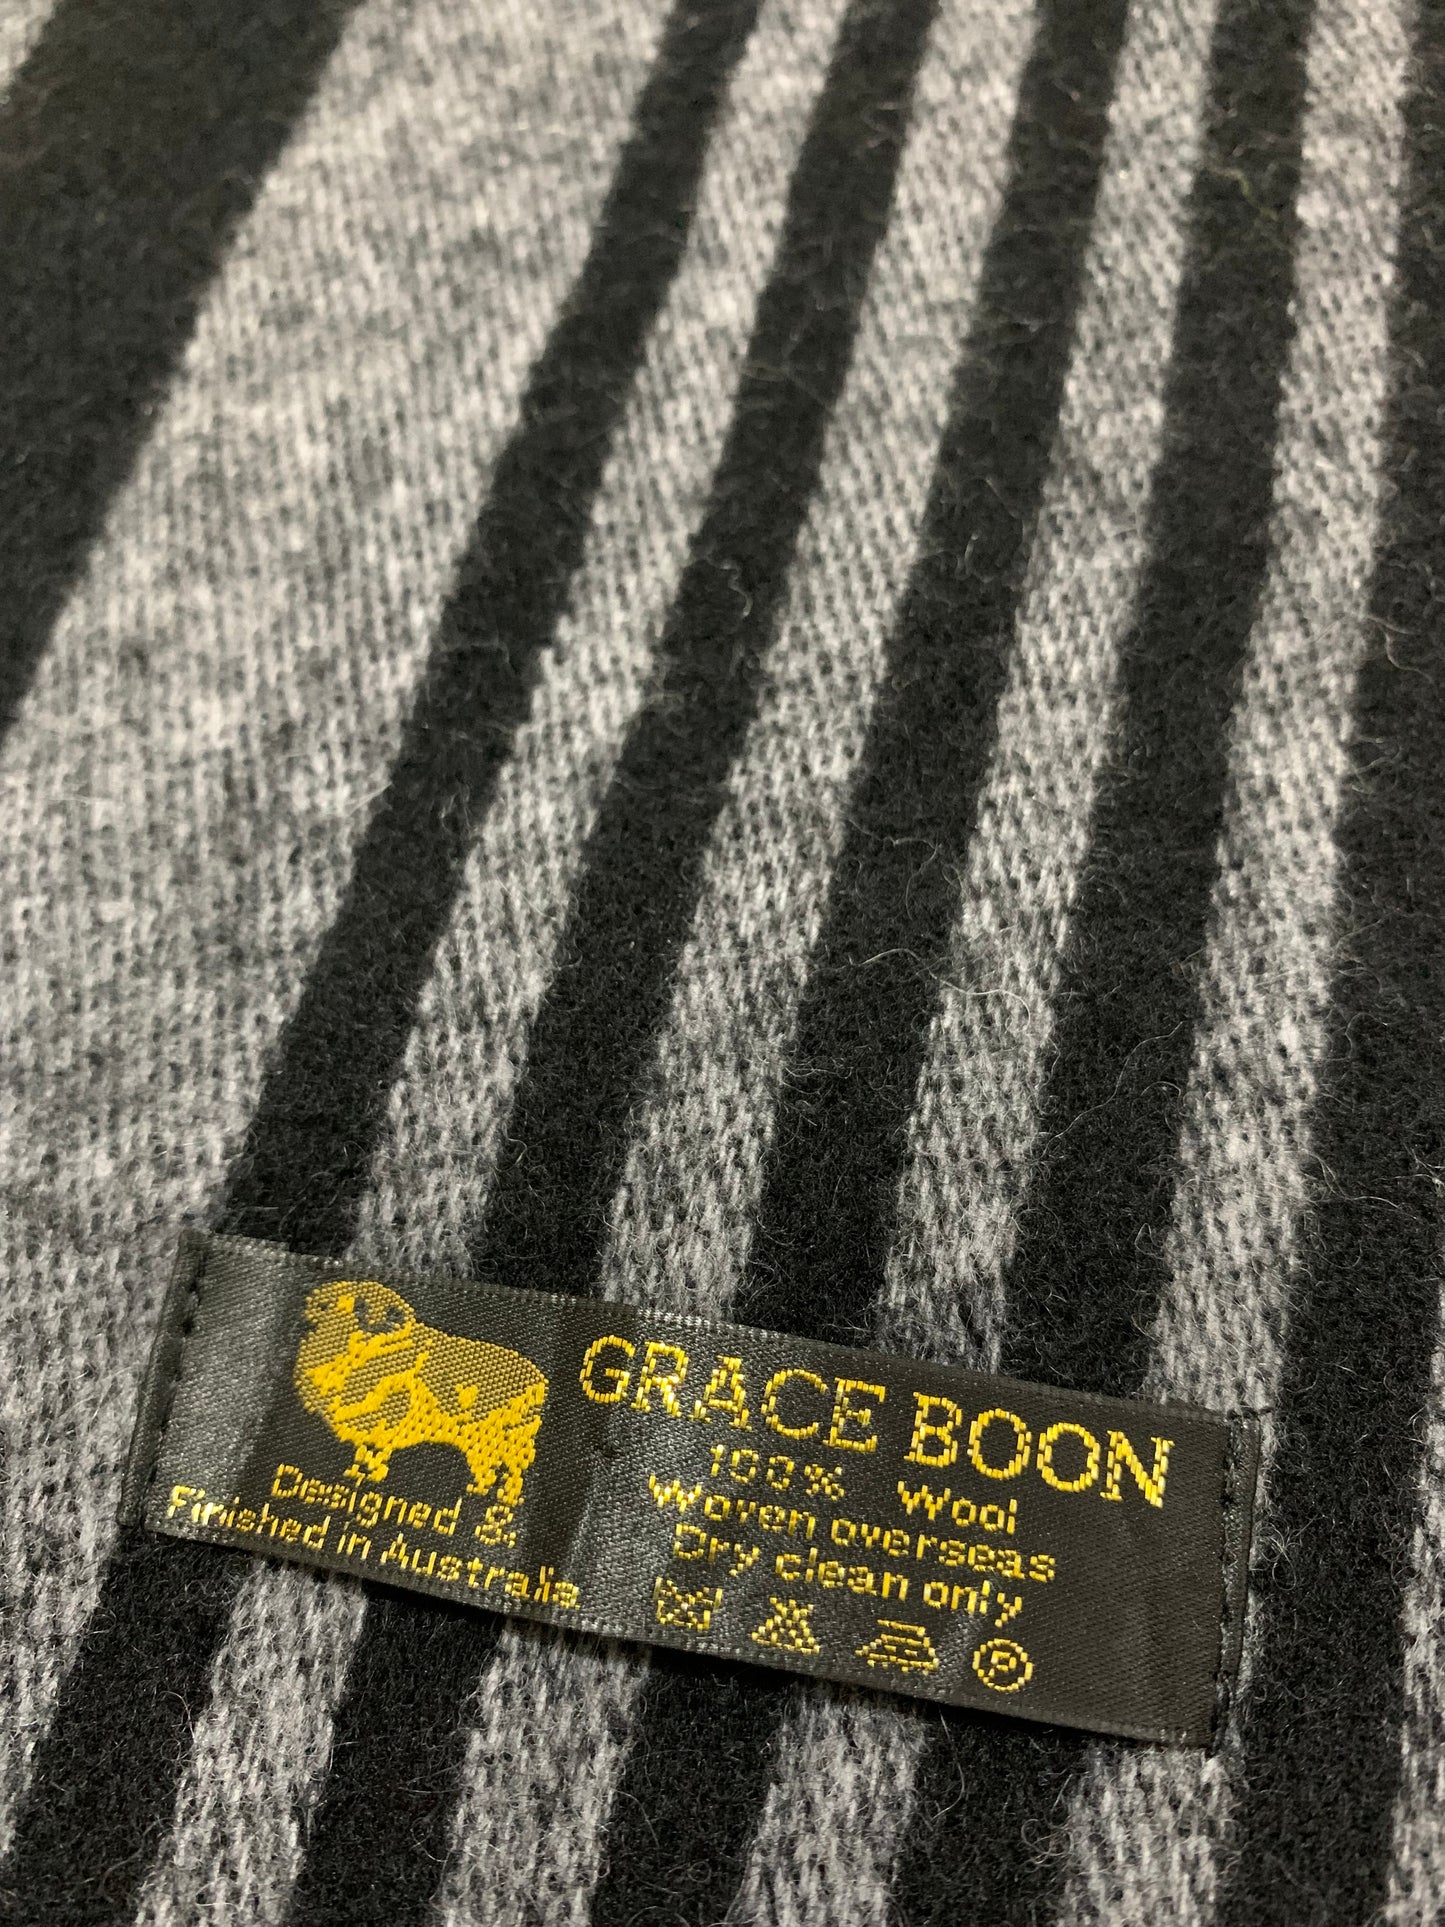 GRACE BOON
100% Wool
Woven overseas
Dry clean only
Designed &
Finished in Australia
P